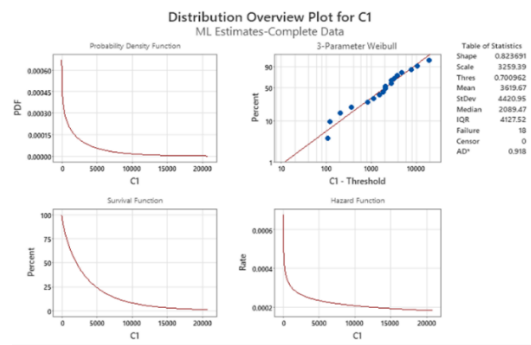 Distribution Overview Plot for C1
ML Estimates-Complete Data
Probability Density Function
0.00060
0.00045
0.00030
0.00015
0.00000
PDF
0 5000 10000 15000 20000
C1
3-Parameter Weibull
90
50
10
1
Percent
10 100 1000 10000
C1 - Threshold
Table of Statistics
Shape 0.823691
Scale 3259.39
Thres 0.700962
Mean 3619.67
StDev 4420.95
Median 2089.47
IQR 4127.52
Failure 18
Censor 0
AD* 0.918
Survival Function
100
75
50
25
0
Percent
0 5000 10000 15000 20000
C1
Hazard Function
0.0006
0.0004
0.0002
Rate
0 5000 10000 15000 20000
C1